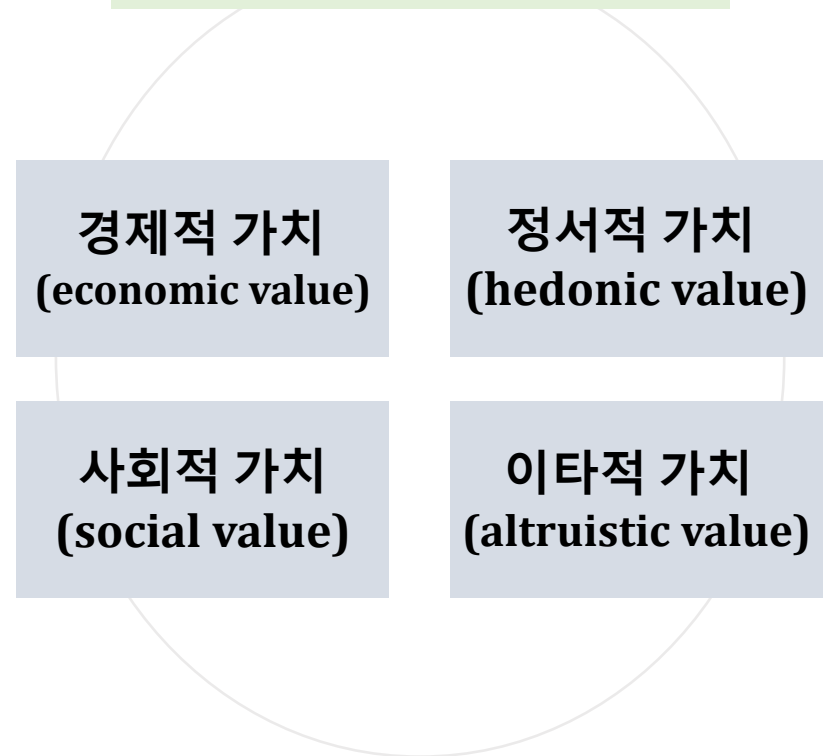 경제적 가치
(economic value)
정서적 가치
(hedonic value)
사회적 가치
(social value)
이타적 가치
(altruistic value)